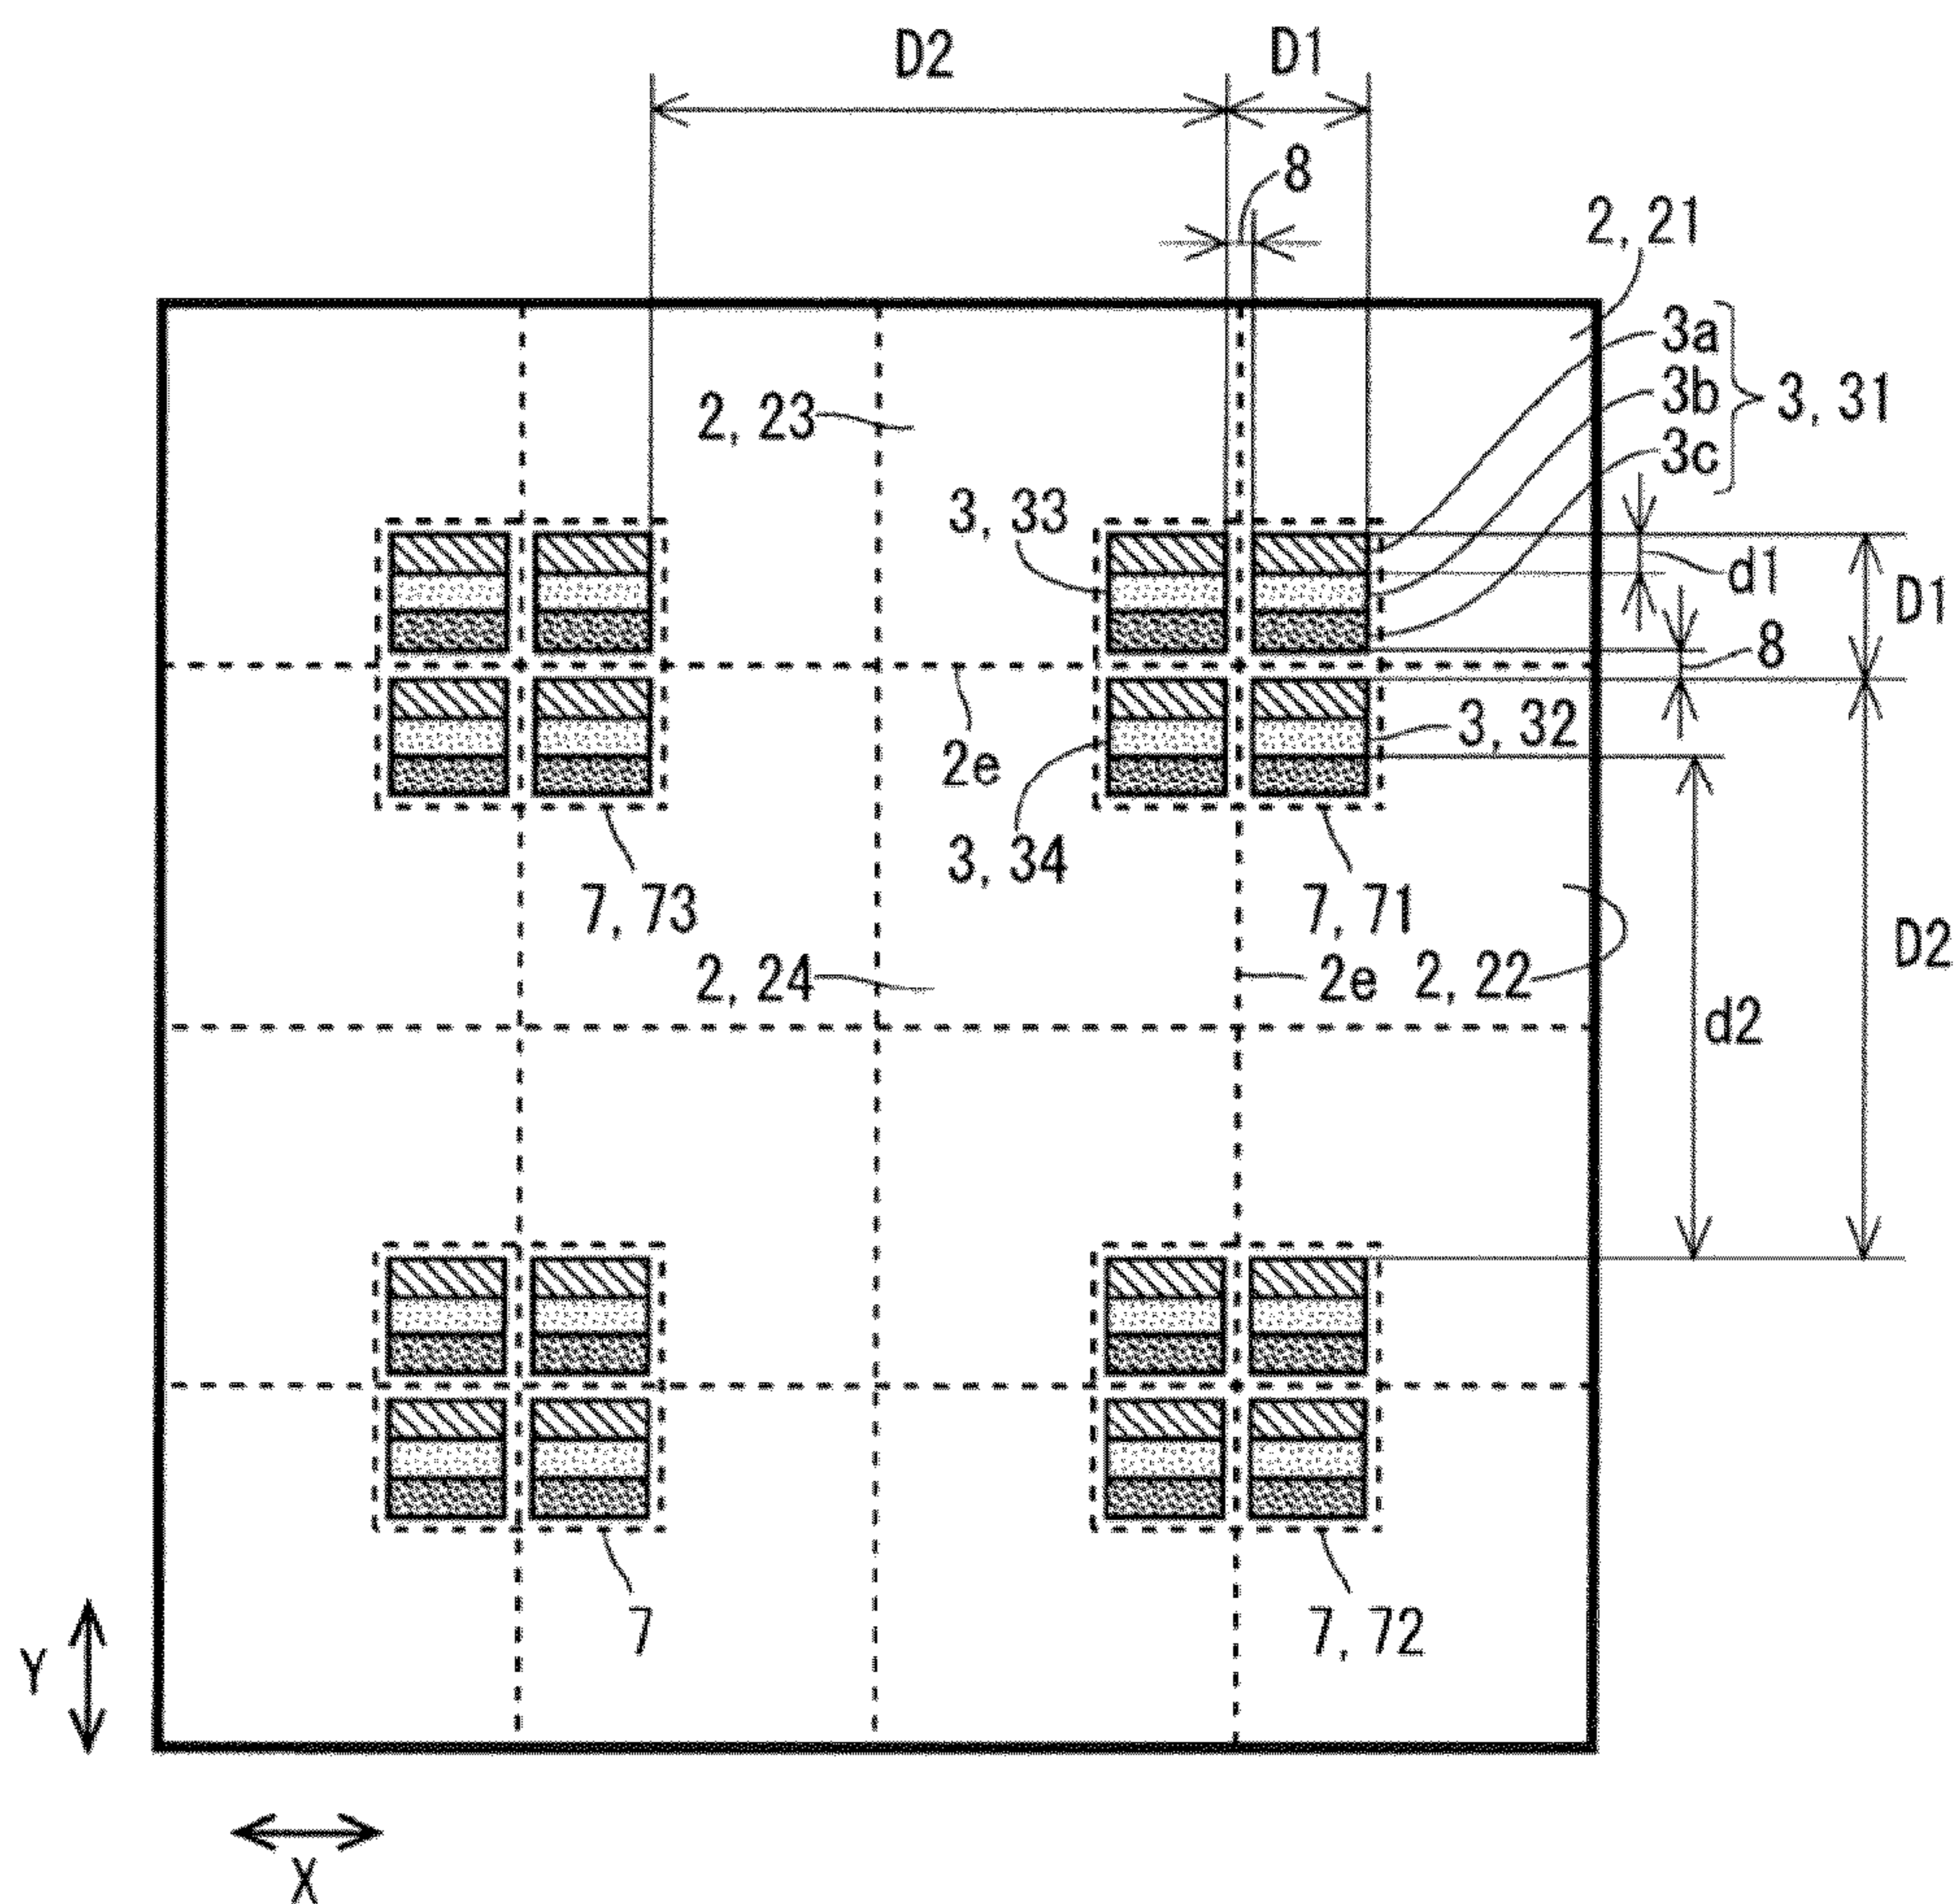 D2
D1
8
2, 21
3a
3b
3c
3, 31
2, 23
3, 33
d1
D1
8
3, 32
2e
3, 34
7, 73
7, 71
D2
2, 24
2e
2, 22
d2
7
7, 72
Y
X